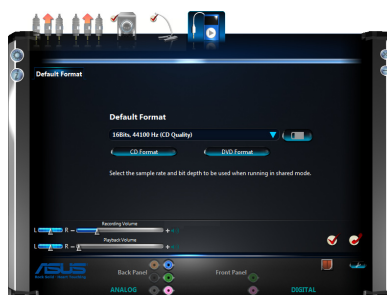 Default Format
Default Format
16Bits, 44100 Hz (CD Quality)
CD Format
DVD Format
Select the sample rate and bit depth to be used when running in shared mode.
Recording Volume
L R - +
Playback Volume
L R - +
ASUS
Back Panel
Front Panel
ANALOG
DIGITAL